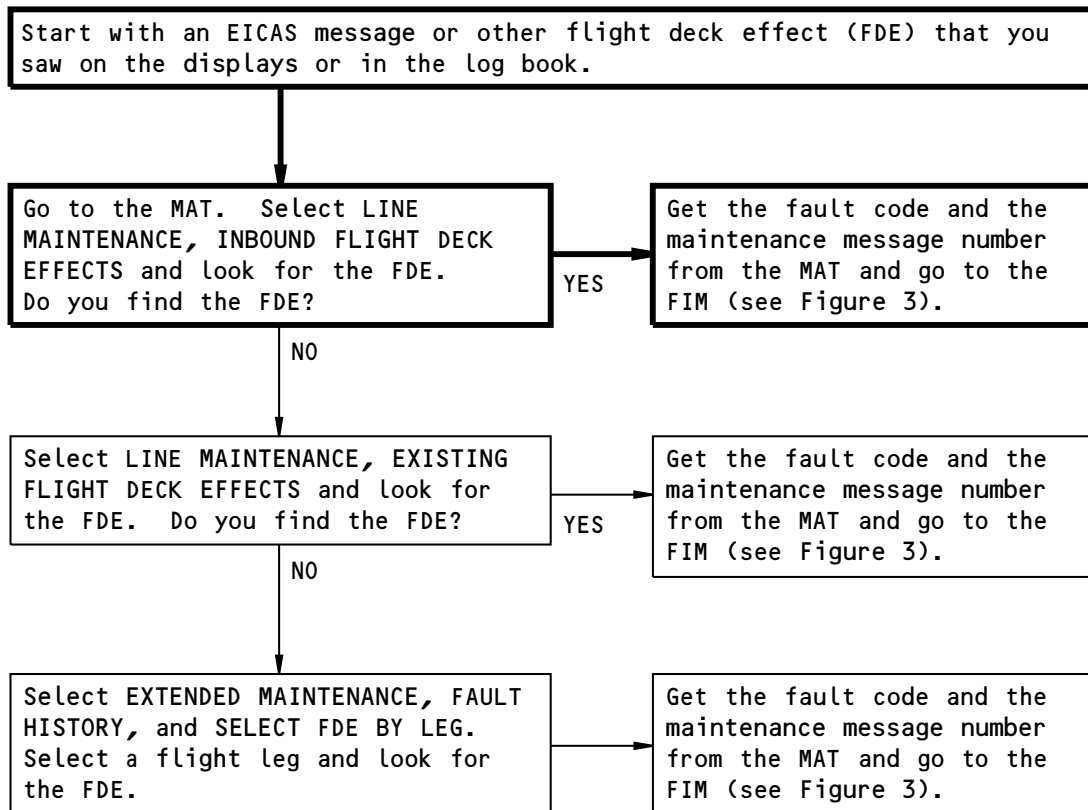 Start with an EICAS message or other flight deck effect (FDE) that you
saw on the displays or in the log book.
Go to the MAT. Select LINE
MAINTENANCE, INBOUND FLIGHT DECK
EFFECTS and look for the FDE.
Do you find the FDE?
YES
Get the fault code and the
maintenance message number
from the MAT and go to the
FIM (see Figure 3).
NO
Select LINE MAINTENANCE, EXISTING
FLIGHT DECK EFFECTS and look for
the FDE. Do you find the FDE?
YES
Get the fault code and the
maintenance message number
from the MAT and go to the
FIM (see Figure 3).
NO
Select EXTENDED MAINTENANCE, FAULT
HISTORY, and SELECT FDE BY LEG.
Select a flight leg and look for
the FDE.
Get the fault code and the
maintenance message number
from the MAT and go to the
FIM (see Figure 3).